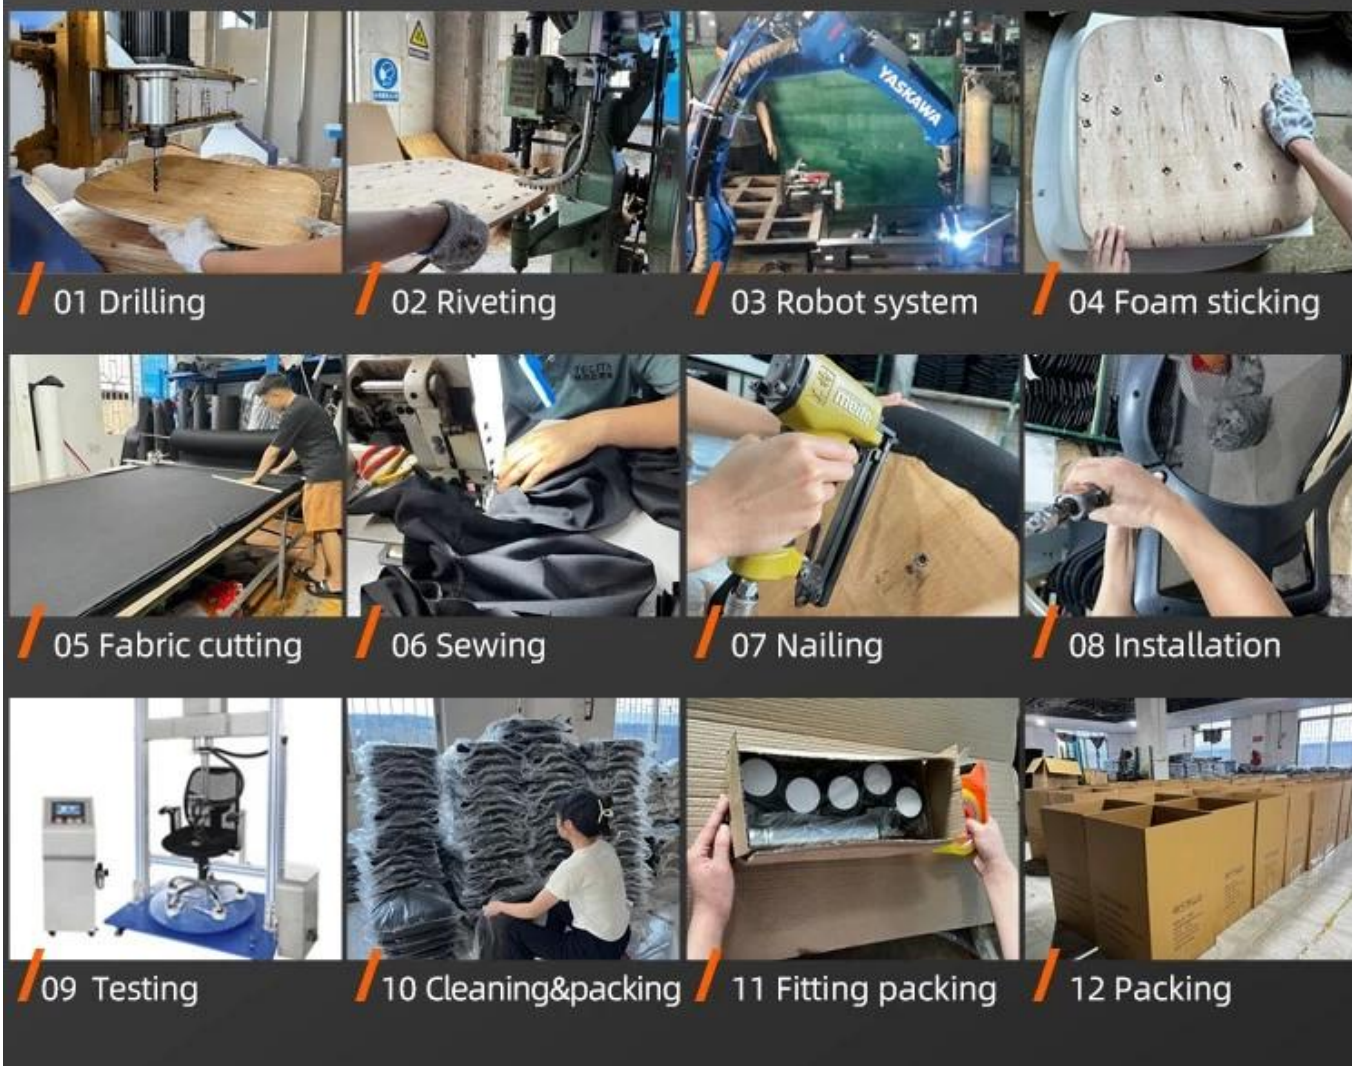 YASKAWA
01 Drilling
02 Riveting
03 Robot system
04 Foam sticking
meite
05 Fabric cutting
06 Sewing
07 Nailing
08 Installation
09 Testing
10 Cleaning&packing
11 Fitting packing
12 Packing